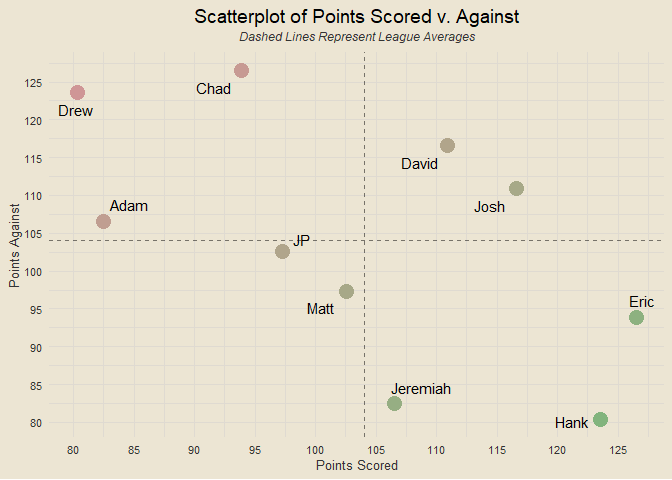 Scatterplot of Points Scored v. Against
Dashed Lines Represent League Averages
Points Against
125
120
115
110
105
100
95
90
85
80
Drew
Chad
David
Josh
Adam
JP
Matt
Eric
Jeremiah
Hank
80 85 90 95 100 105 110 115 120 125
Points Scored